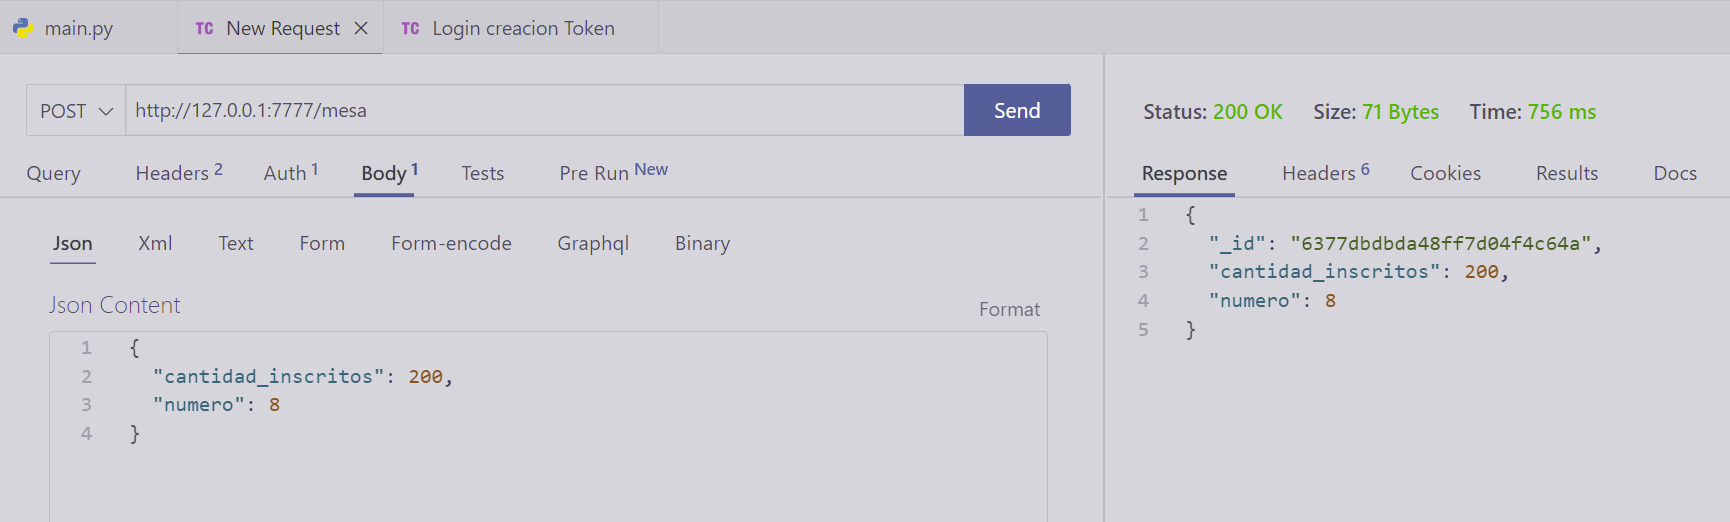 main.py
TC New Request
TC Login creacion Token
POST http://127.0.0.1:7777/mesa Send
Query Headers 2 Auth 1 Body 1 Tests Pre Run New
Json Xml Text Form Form-encode Graphql Binary
Json Content Format
1 {
2 "cantidad_inscritos": 200,
3 "numero": 8
4 }
Status: 200 OK Size: 71 Bytes Time: 756 ms
Response Headers 6 Cookies Results Docs
1 {
2 "_id": "6377dbdbda48ff7d04f4c64a",
3 "cantidad_inscritos": 200,
4 "numero": 8
5 }